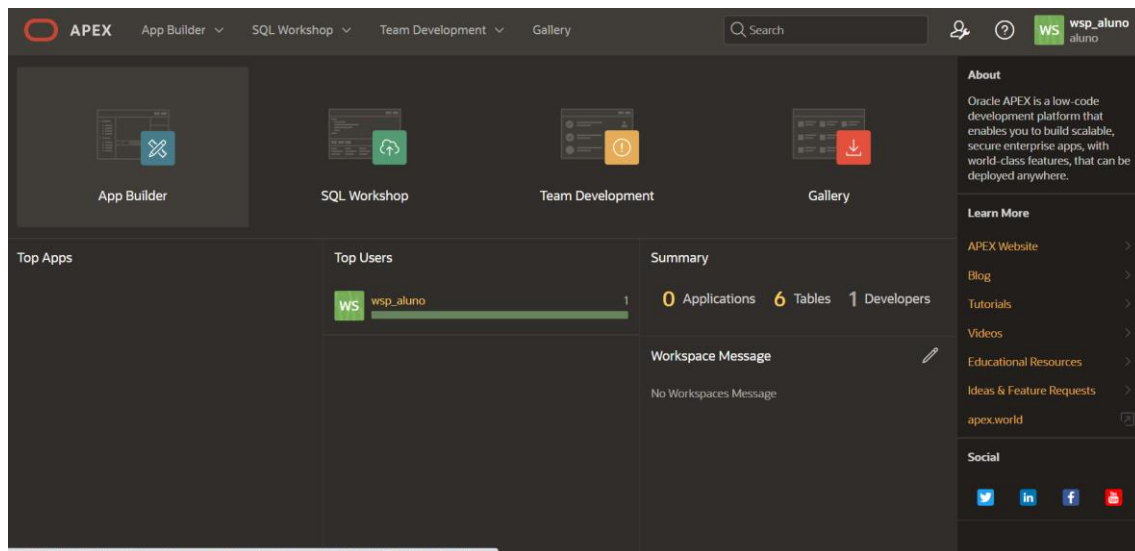 APEX
App Builder
SQL Workshop
Team Development
Gallery
Search
WS
wsp_aluno
aluno
App Builder
SQL Workshop
Team Development
Gallery
Top Apps
Top Users
WS
wsp_aluno
1
Summary
0 Applications
6 Tables
1 Developers
Workspace Message
No Workspaces Message
About
Oracle APEX is a low-code
development platform that
enables you to build scalable,
secure enterprise apps, with
world-class features, that can be
deployed anywhere.
Learn More
APEX Website
Blog
Tutorials
Videos
Educational Resources
Ideas & Feature Requests
apex.world
Social